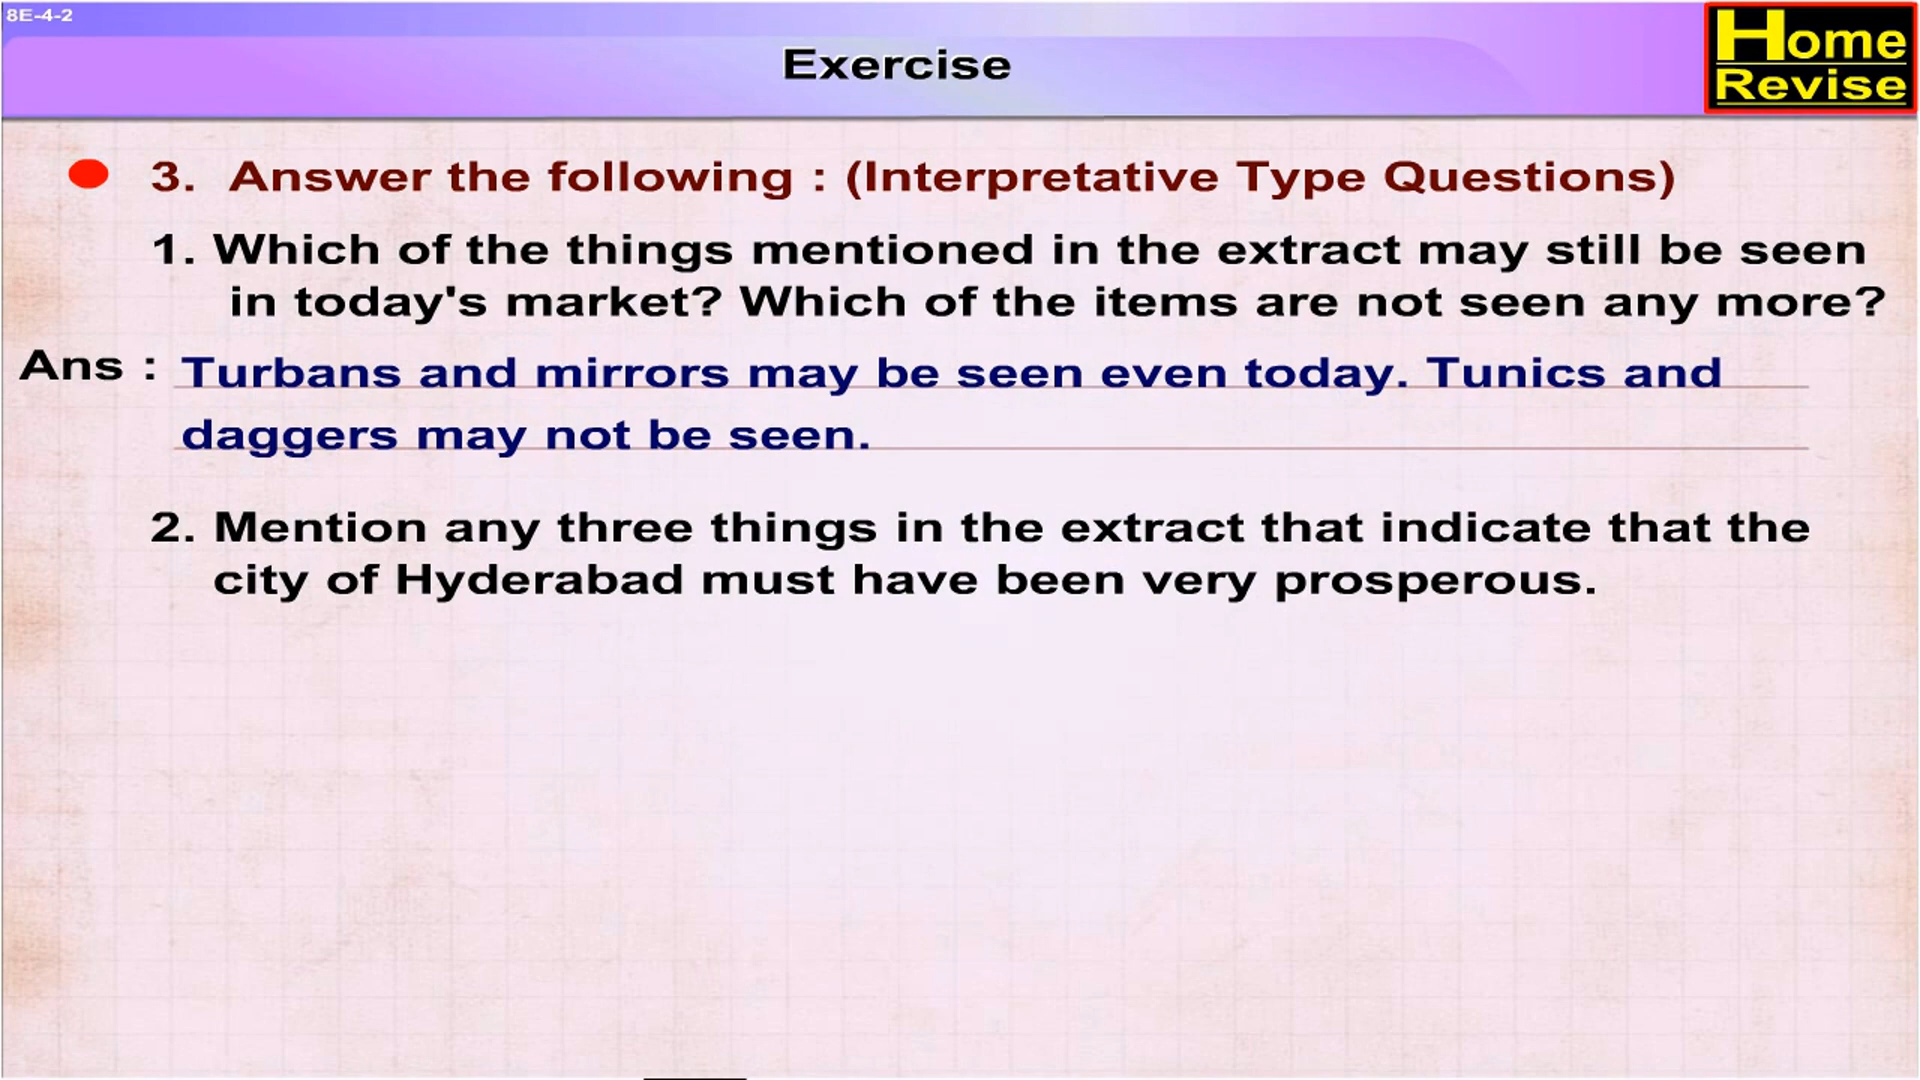 8E-4-2
Exercise
Home
Revise
3. Answer the following : (Interpretative Type Questions)
1. Which of the things mentioned in the extract may still be seen
in today's market? Which of the items are not seen any more?
Ans : Turbans and mirrors may be seen even today. Tunics and
daggers may not be seen.
2. Mention any three things in the extract that indicate that the
city of Hyderabad must have been very prosperous.